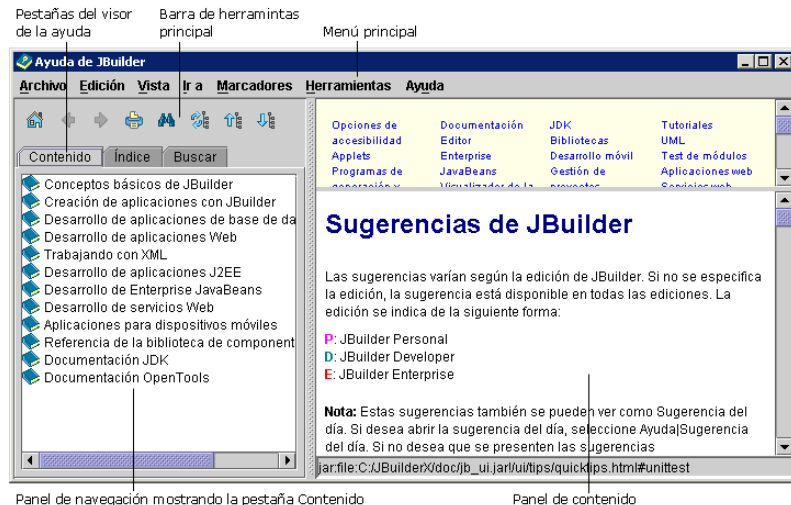 Pestañas del visor
de la ayuda
Barra de herramintas
principal
Menú principal
Ayuda de JBuilder
Archivo Edición Vista Ir a Marcadores Herramientas Ayuda
Contenido Índice Buscar
Conceptos básicos de JBuilder
Creación de aplicaciones con JBuilder
Desarrollo de aplicaciones de base de da
Desarrollo de aplicaciones Web
Trabajando con XML
Desarrollo de aplicaciones J2EE
Desarrollo de Enterprise JavaBeans
Desarrollo de servicios Web
Aplicaciones para dispositivos móviles
Referencia de la biblioteca de component
Documentación JDK
Documentación OpenTools
Opciones de
accesibilidad
Applets
Programas de
generación y
Documentación
Editor
Enterprise
JavaBeans
Visualizador de la
JDK
Bibliotecas
Desarrollo móvil
Gestión de
proyectos
Tutoriales
UML
Test de módulos
Aplicaciones web
Servicios web
Sugerencias de JBuilder
Las sugerencias varían según la edición de JBuilder. Si no se especifica
la edición, la sugerencia está disponible en todas las ediciones. La
edición se indica de la siguiente forma:
P: JBuilder Personal
D: JBuilder Developer
E: JBuilder Enterprise
Nota: Estas sugerencias también se pueden ver como Sugerencia del
día. Si desea abrir la sugerencia del día, seleccione Ayuda|Sugerencia
del día. Si no desea que se presenten las sugerencias
jar:file:C:/JBuilderX/doc/jb_ui.jar!/ui/tips/quicktips.html#unittest
Panel de navegación mostrando la pestaña Contenido
Panel de contenido